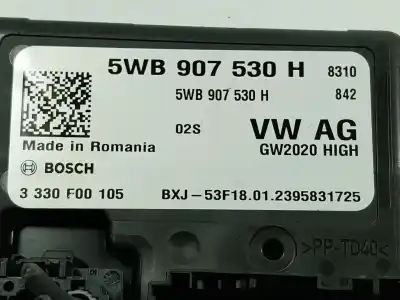 5WB 907 530 H 8310
5WB 907 530 H 842
02S VW AG
Made in Romania GW2020 HIGH
BOSCH
3 330 F00 105 BXJ-53F18.01.2395831725
>PP-TD40<